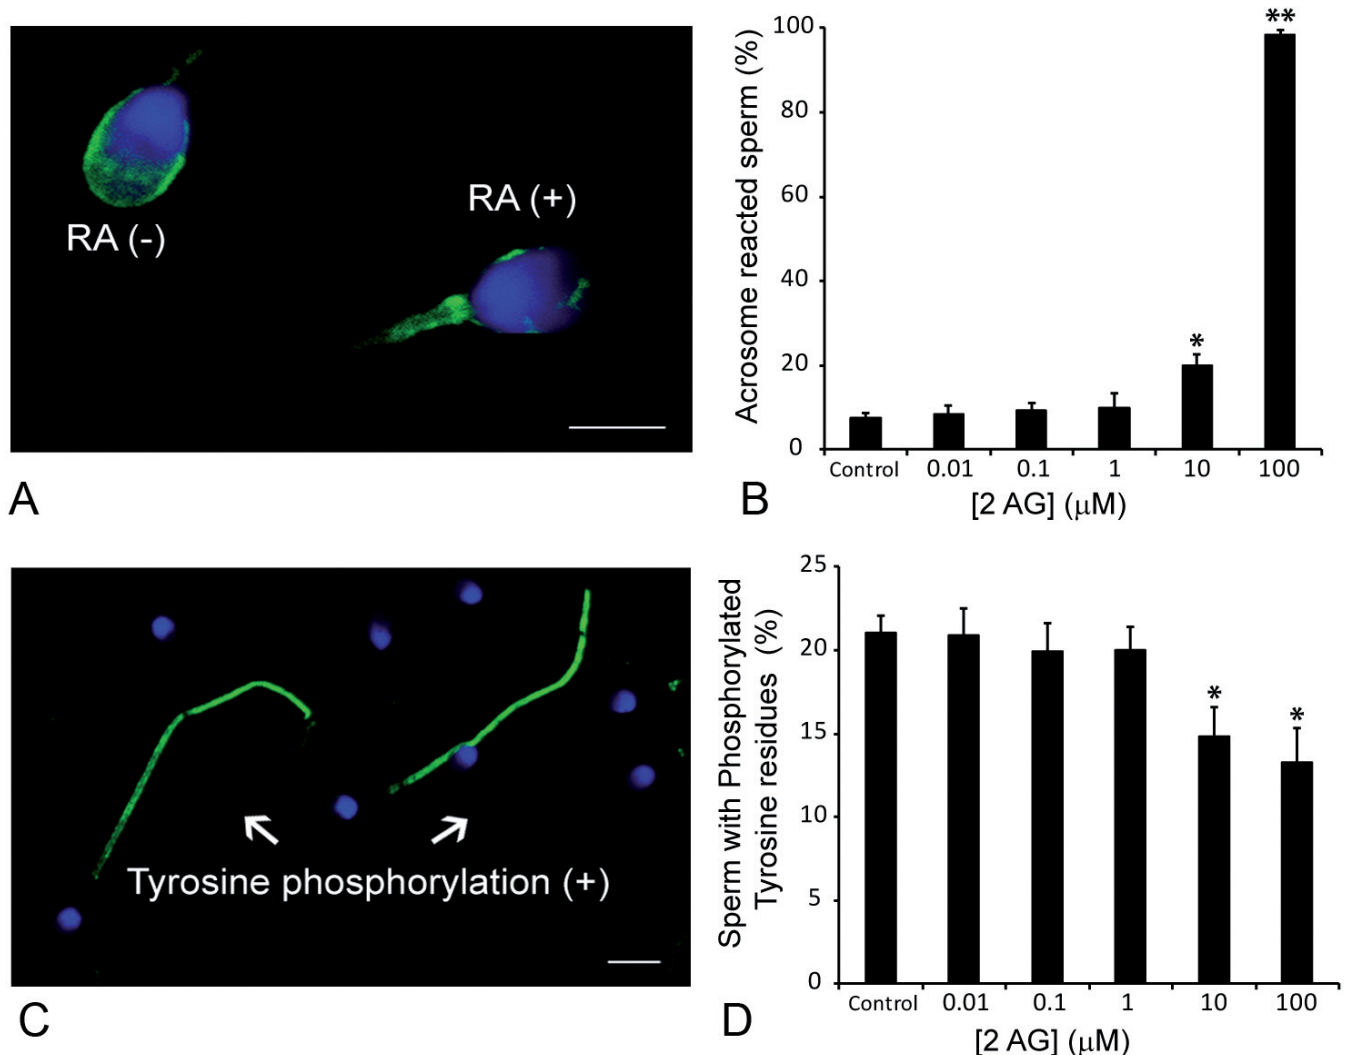 RA (-)
RA (+)
A
Acrosome reacted sperm (%)
100
80
60
40
20
0
*
**
Control 0.01 0.1 1 10 100
[2 AG] (μM)
B
Tyrosine phosphorylation (+)
C
Sperm with Phosphorylated
Tyrosine residues (%)
25
20
15
10
5
0
*
*
Control 0.01 0.1 1 10 100
[2 AG] (μM)
D